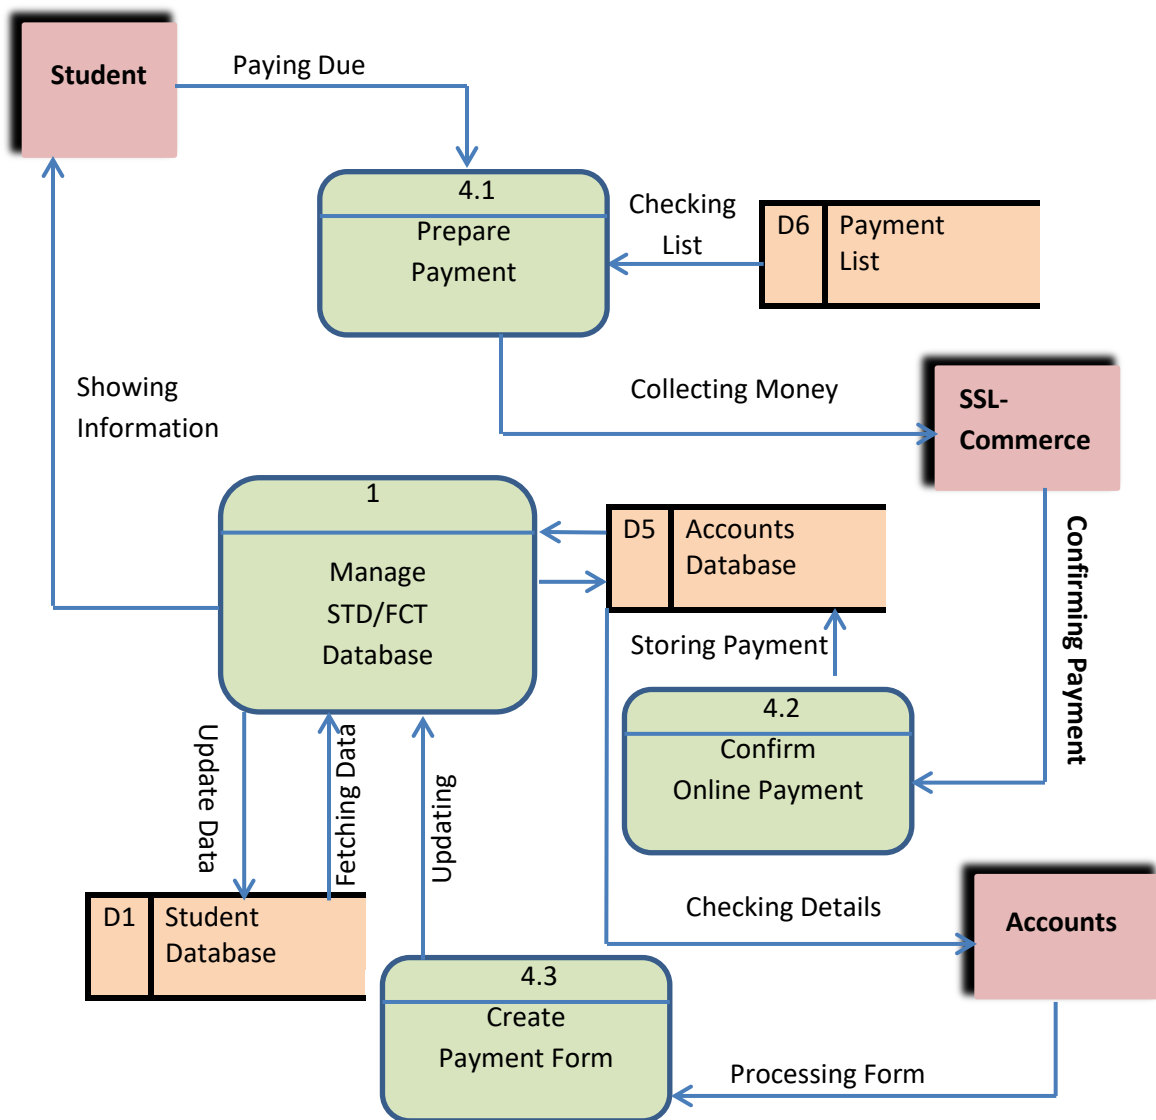 Student
Paying Due
4.1
Prepare
Payment
Checking
List
D6
Payment
List
Showing
Information
Collecting Money
SSL-
Commerce
1
Manage
STD/FCT
Database
D5
Accounts
Database
Confirming Payment
Storing Payment
4.2
Confirm
Online Payment
Update Data
Fetching Data
Updating
D1
Student
Database
Checking Details
Accounts
4.3
Create
Payment Form
Processing Form